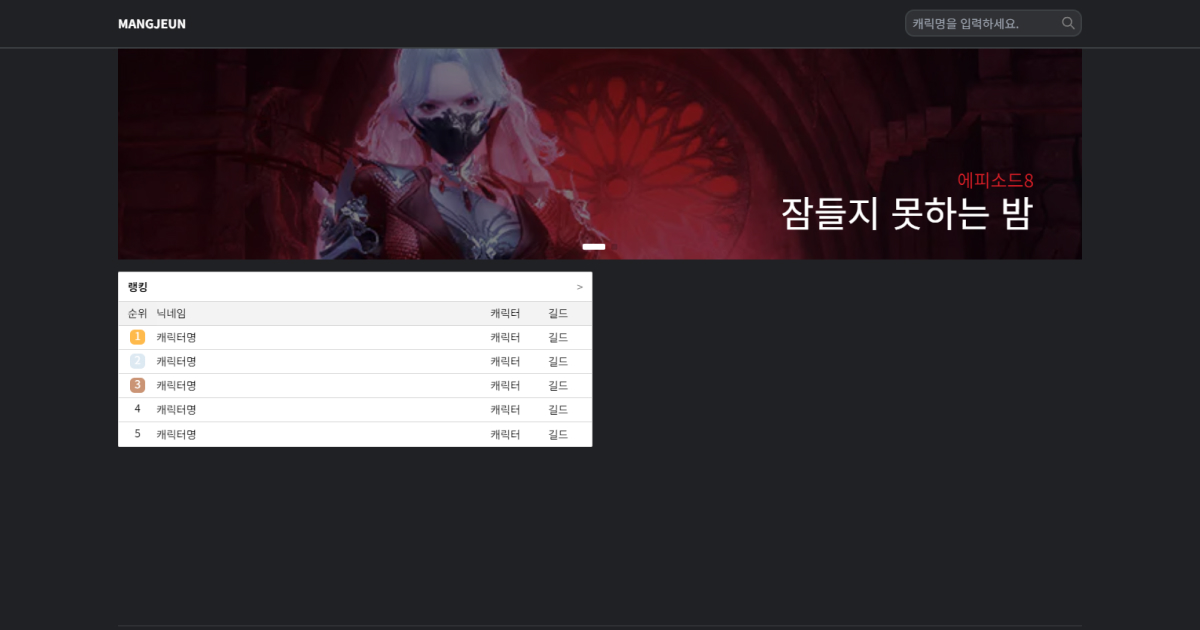 MANGJEUN
캐릭명을 입력하세요.
에피소드8
잠들지 못하는 밤
랭킹 >
순위 닉네임 캐릭터 길드
1 캐릭터명 캐릭터 길드
2 캐릭터명 캐릭터 길드
3 캐릭터명 캐릭터 길드
4 캐릭터명 캐릭터 길드
5 캐릭터명 캐릭터 길드